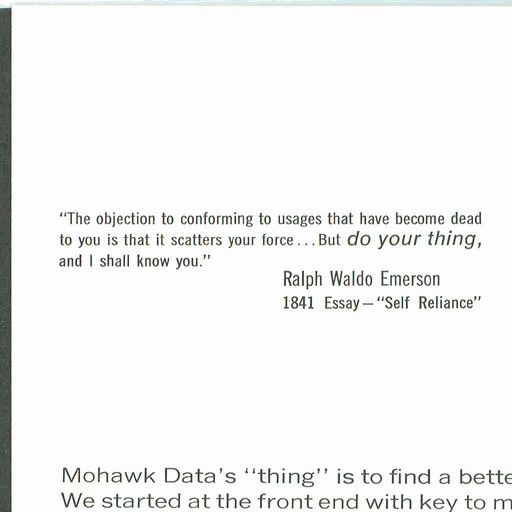 “The objection to conforming to usages that have become dead
to you is that it scatters your force...But do your thing,
and I shall know you.”
Ralph Waldo Emerson
1841 Essay—“Self Reliance”
Mohawk Data's “thing” is to find a bette
We started at the front end with key to m